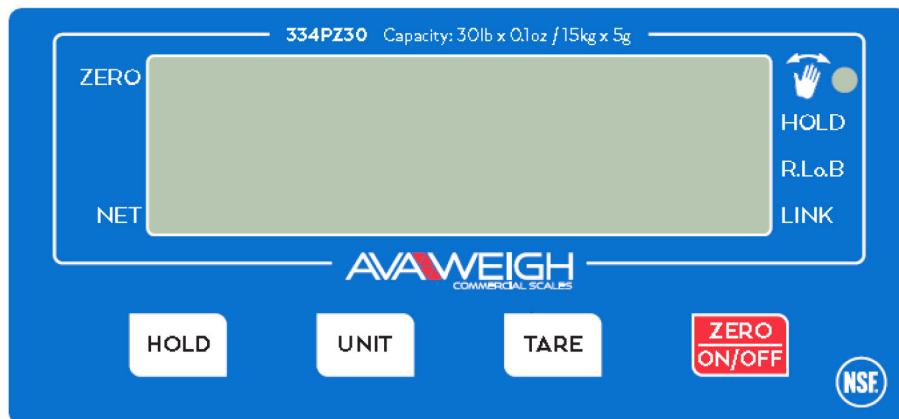 334PZ30 Capacity: 30lb x 0.1oz / 15kg x 5g
ZERO
HOLD
R.Lo.B
NET
LINK
AVAWEIGH
COMMERCIAL SCALES
HOLD
UNIT
TARE
ZERO
ON/OFF
NSF.